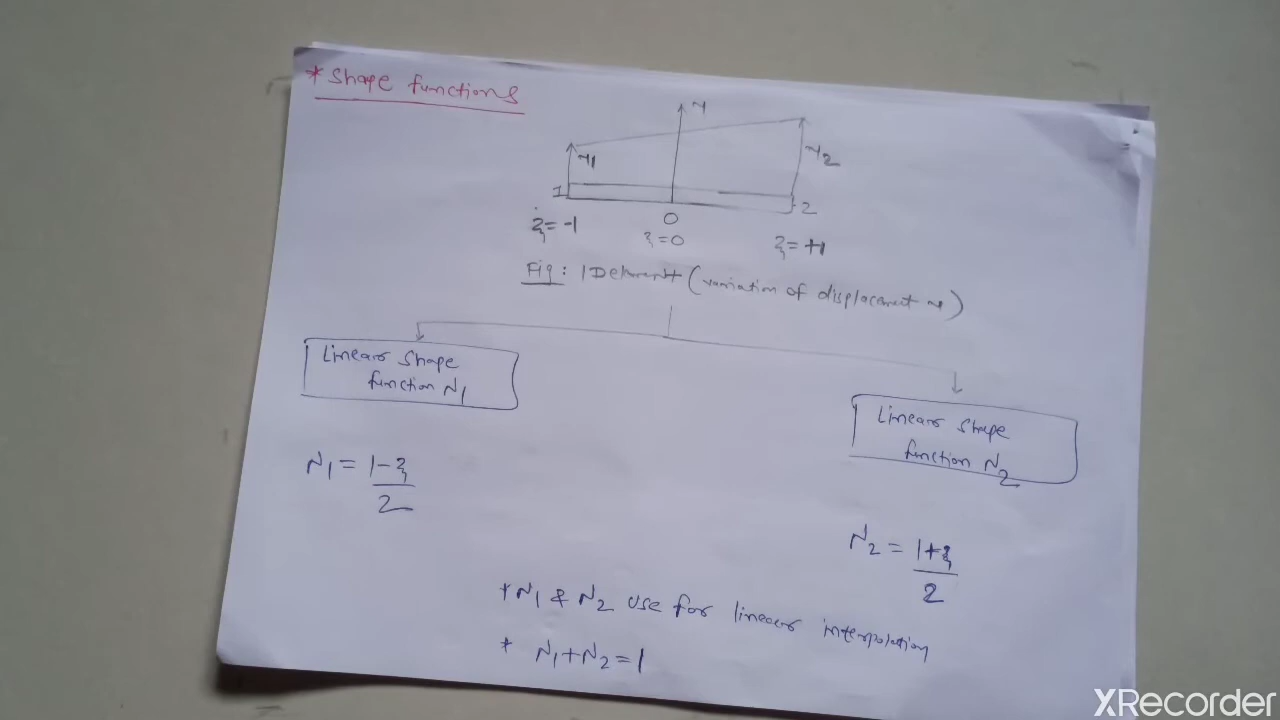 * Shape functions
1
2
0
ξ = -1
ξ = 0
ξ = +1
Fig : 1D element (variation of displacement
Linear Shape
function N1
Linear Shape
function N2
N1 = 1-ξ
2
N2 = 1+ξ
2
* N1 & N2 use for linear interpolation
* N1+N2 = 1
XRecorder